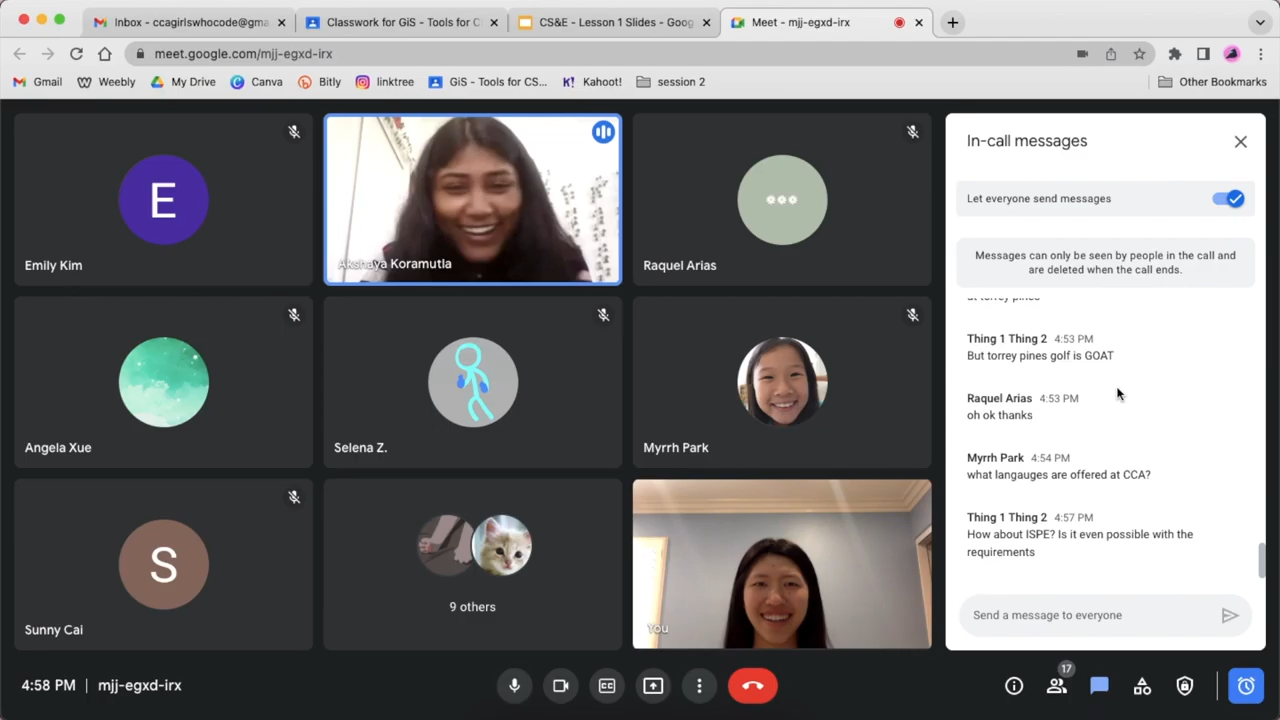 Inbox - ccagirlswhocode@gma
Classwork for GiS - Tools for C
CS&E - Lesson 1 Slides - Goog
Meet - mjj-egxd-irx
meet.google.com/mjj-egxd-irx
Gmail
Weebly
My Drive
Canva
Bitly
linktree
GiS - Tools for CS...
K! Kahoot!
session 2
Other Bookmarks
E
Emily Kim
Akshaya Koramutla
Raquel Arias
Angela Xue
Selena Z.
Myrrh Park
S
Sunny Cai
9 others
You
In-call messages
Let everyone send messages
Messages can only be seen by people in the call and
are deleted when the call ends.
at torrey pines
Thing 1 Thing 2 4:53 PM
But torrey pines golf is GOAT
Raquel Arias 4:53 PM
oh ok thanks
Myrrh Park 4:54 PM
what langauges are offered at CCA?
Thing 1 Thing 2 4:57 PM
How about ISPE? Is it even possible with the
requirements
Send a message to everyone
4:58 PM | mjj-egxd-irx
CC
17